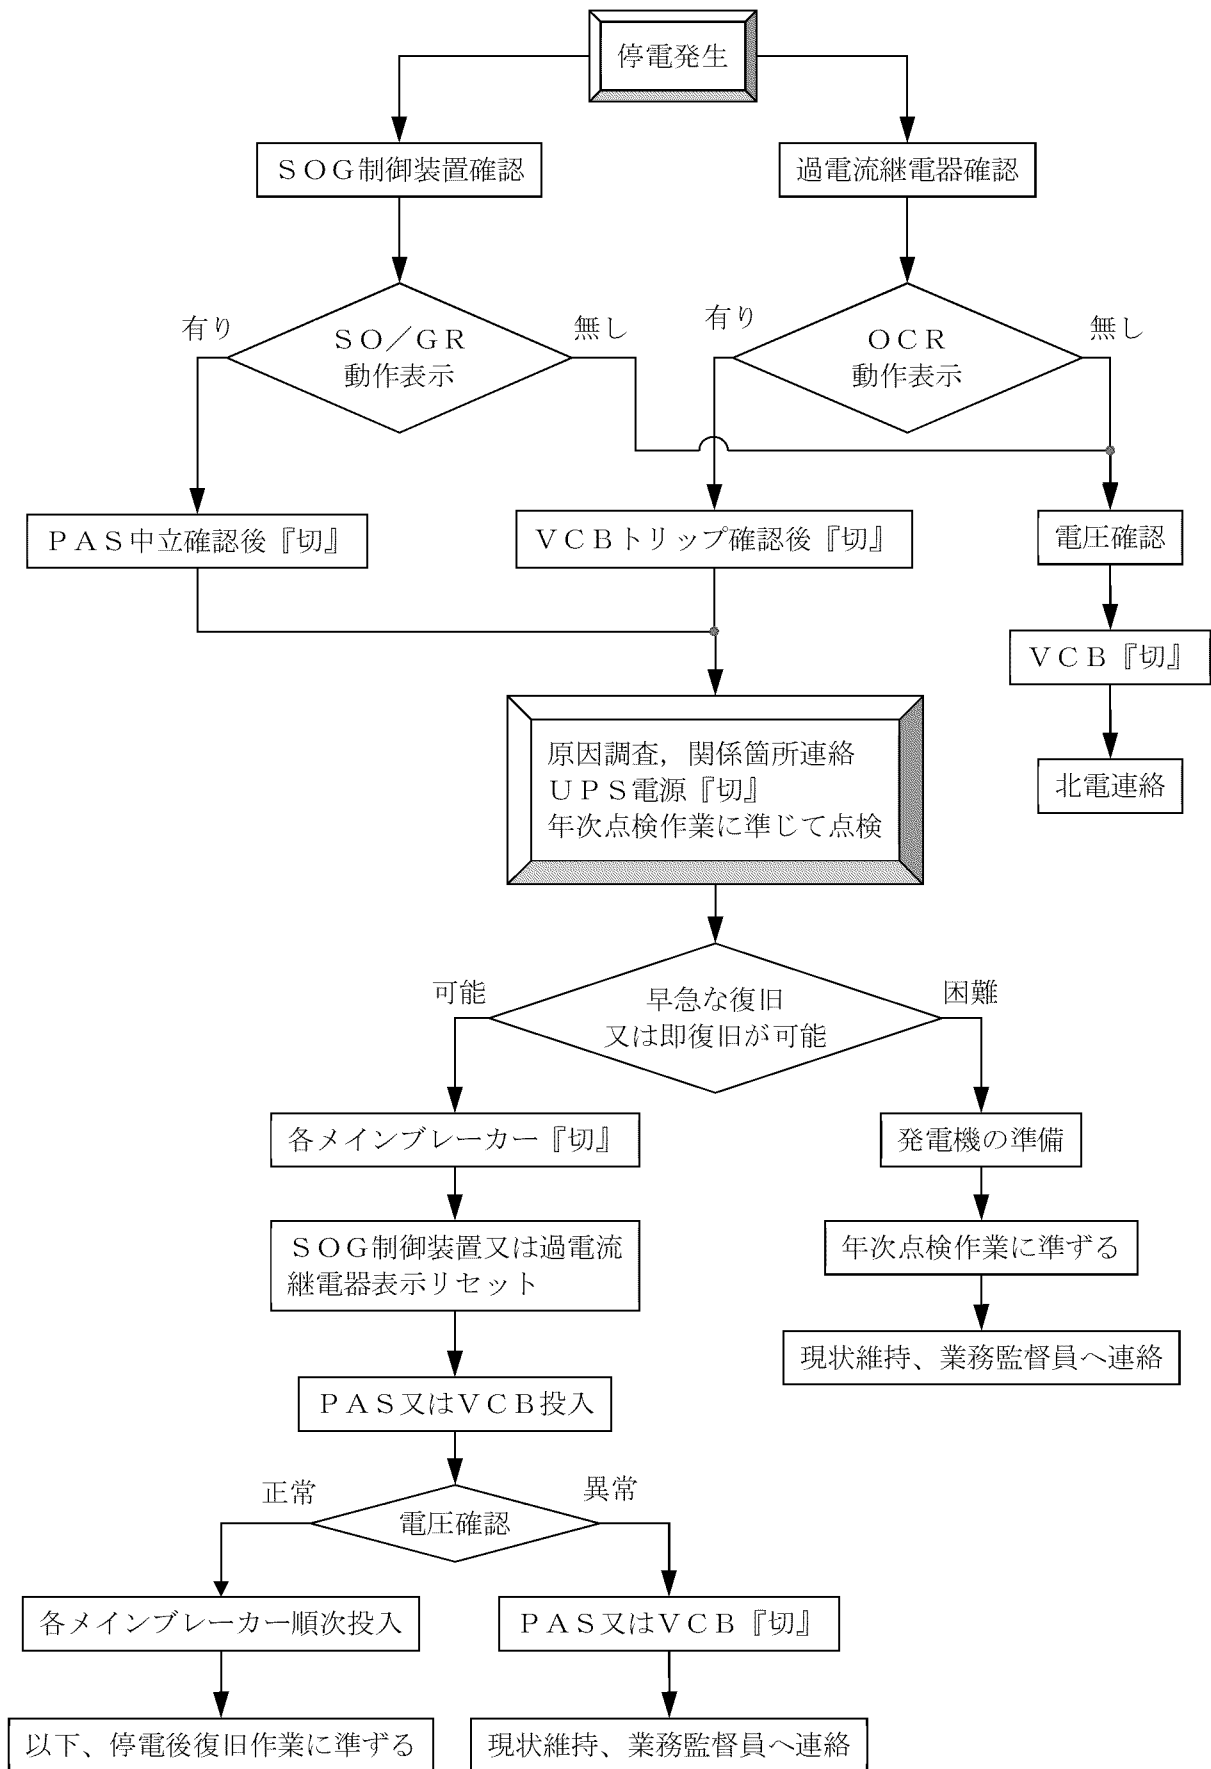 停電発生
ＳＯＧ制御装置確認
過電流継電器確認
有り
ＳＯ／ＧＲ
動作表示
無し
有り
ＯＣＲ
動作表示
無し
ＰＡＳ中立確認後『切』
ＶＣＢトリップ確認後『切』
電圧確認
ＶＣＢ『切』
北電連絡
原因調査，関係箇所連絡
ＵＰＳ電源『切』
年次点検作業に準じて点検
可能
早急な復旧
又は即復旧が可能
困難
各メインブレーカー『切』
発電機の準備
ＳＯＧ制御装置又は過電流
継電器表示リセット
年次点検作業に準ずる
現状維持、業務監督員へ連絡
ＰＡＳ又はＶＣＢ投入
正常
電圧確認
異常
各メインブレーカー順次投入
ＰＡＳ又はＶＣＢ『切』
以下、停電後復旧作業に準ずる
現状維持、業務監督員へ連絡